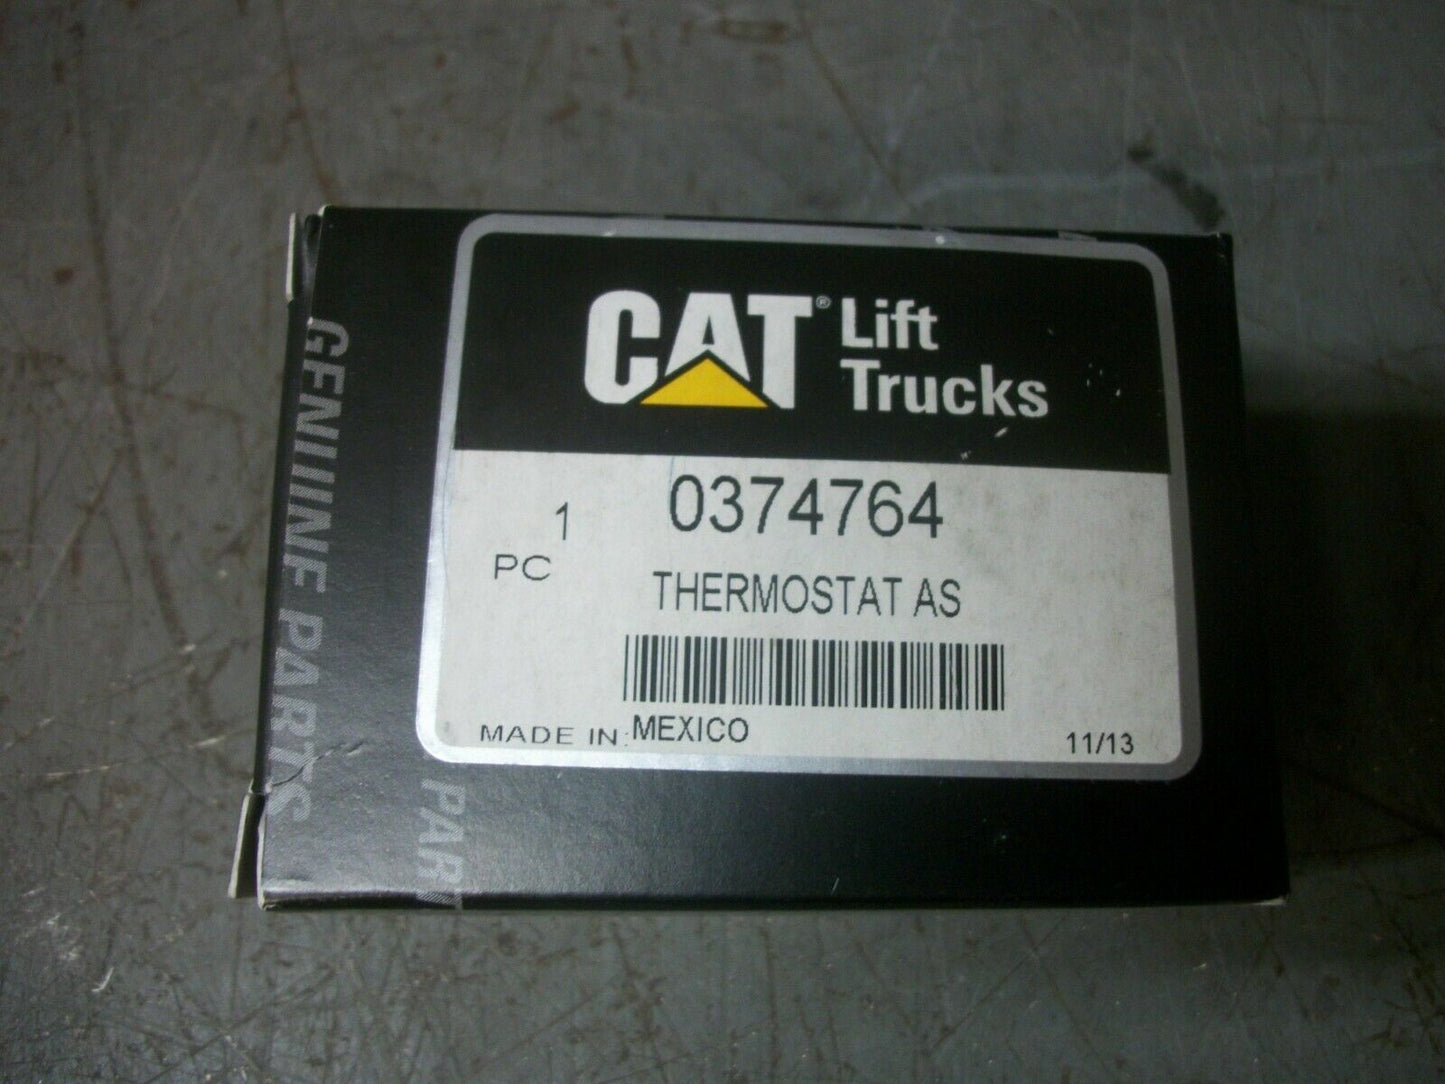 CAT® Lift
Trucks
1
PC
0374764
THERMOSTAT AS
MADE IN: MEXICO
11/13
GENUINE PARTS
PART